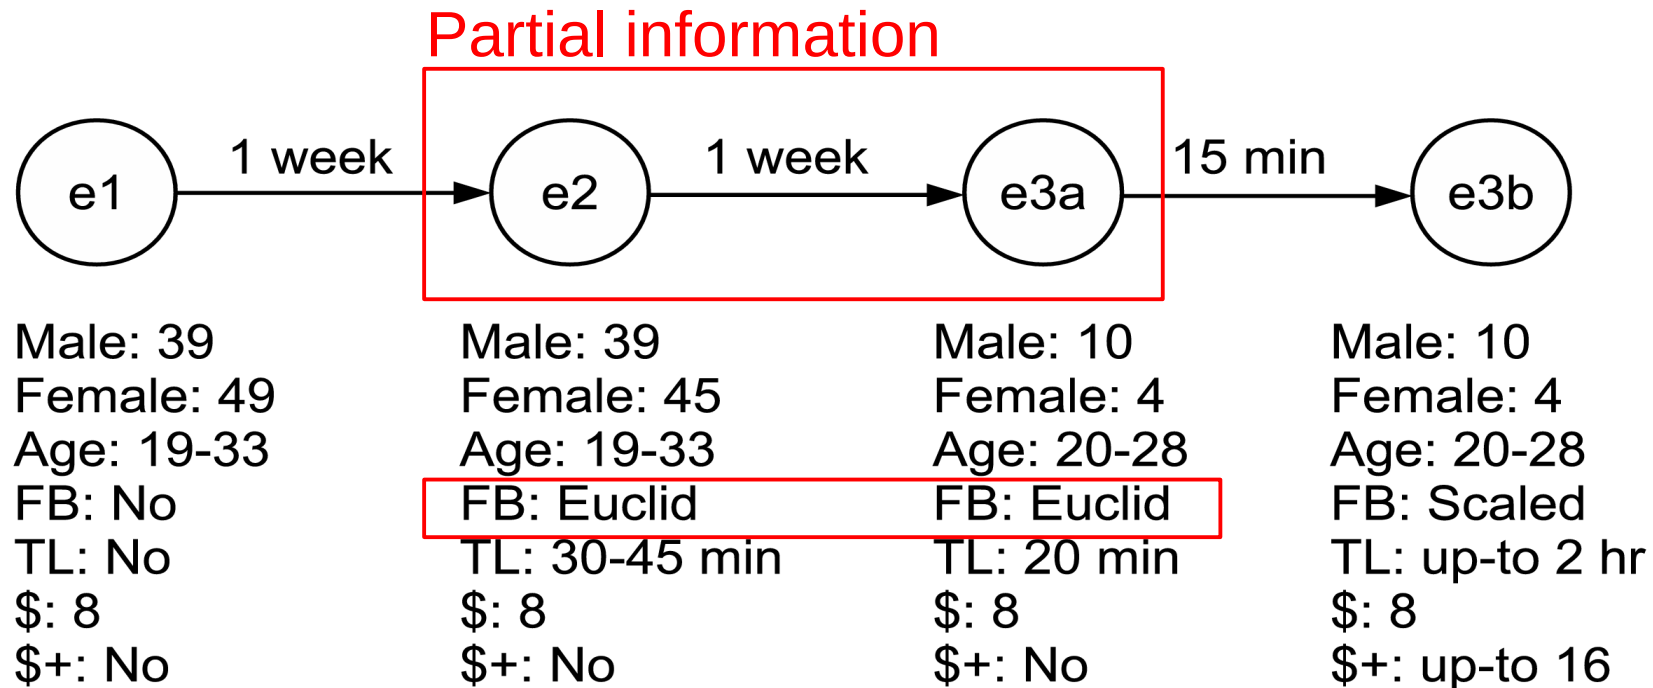 Partial information
1 week
1 week
15 min
e1
e2
e3a
e3b
Male: 39
Female: 49
Age: 19-33
FB: No
TL: No
$: 8
$+: No
Male: 39
Female: 45
Age: 19-33
FB: Euclid
TL: 30-45 min
$: 8
$+: No
Male: 10
Female: 4
Age: 20-28
FB: Euclid
TL: 20 min
$: 8
$+: No
Male: 10
Female: 4
Age: 20-28
FB: Scaled
TL: up-to 2 hr
$: 8
$+: up-to 16